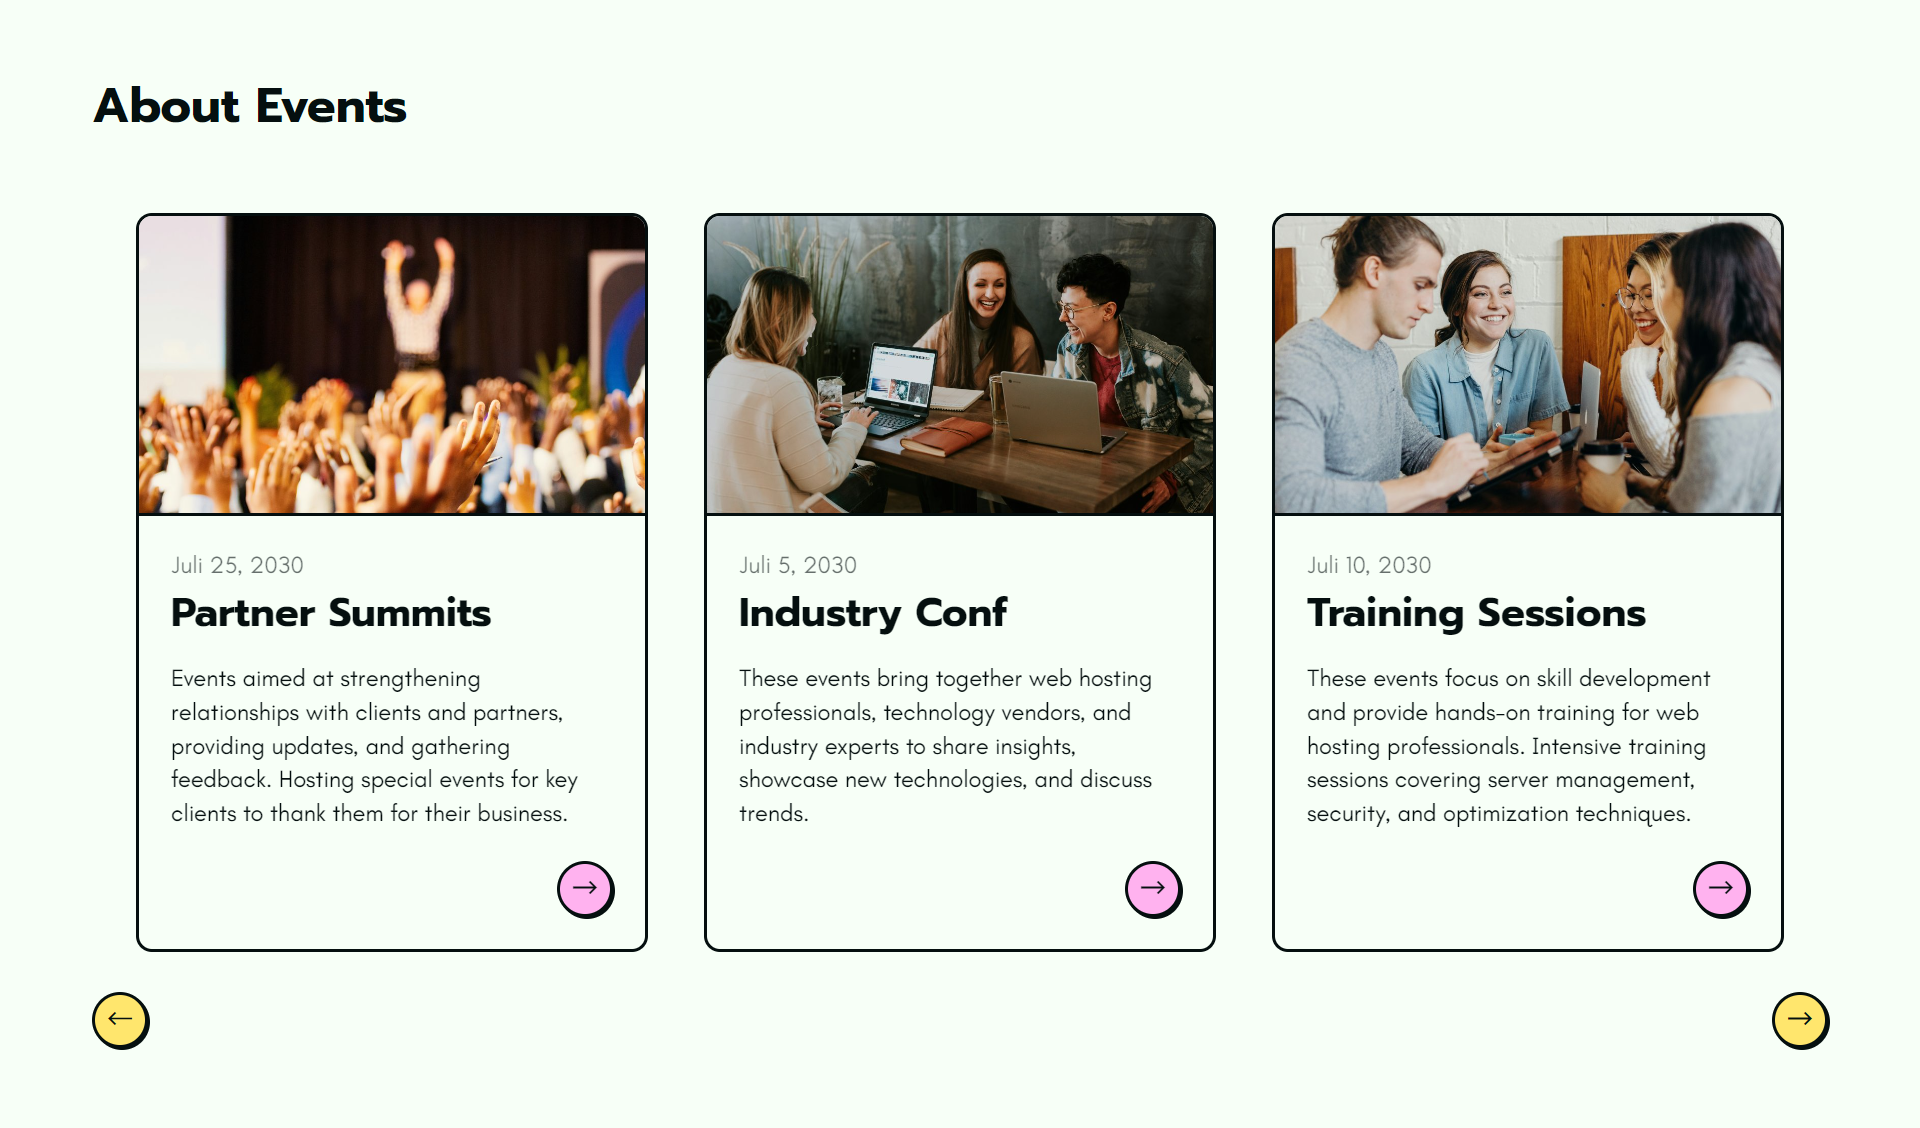 About Events
Juli 25, 2030
Partner Summits
Events aimed at strengthening
relationships with clients and partners,
providing updates, and gathering
feedback. Hosting special events for key
clients to thank them for their business.
Juli 5, 2030
Industry Conf
These events bring together web hosting
professionals, technology vendors, and
industry experts to share insights,
showcase new technologies, and discuss
trends.
Juli 10, 2030
Training Sessions
These events focus on skill development
and provide hands-on training for web
hosting professionals. Intensive training
sessions covering server management,
security, and optimization techniques.